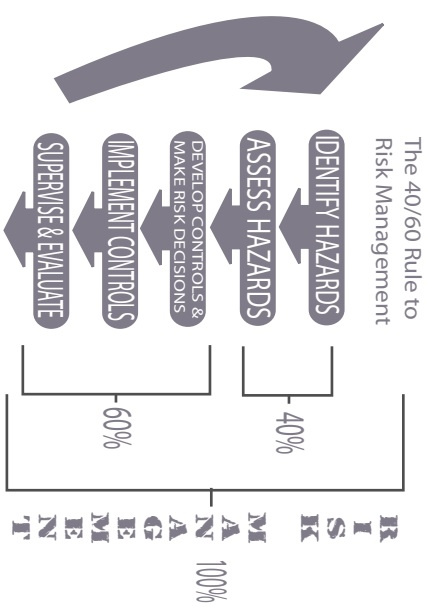 The 40/60 Rule to
Risk Management
IDENTIFY HAZARDS
ASSESS HAZARDS
DEVELOP CONTROLS &
MAKE RISK DECISIONS
IMPLEMENT CONTROLS
SUPERVISE & EVALUATE
40%
60%
RISK MANAGEMENT
100%